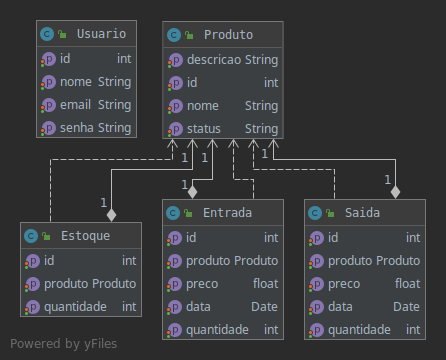 Usuario
id int
nome String
email String
senha String
Produto
descricao String
id int
nome String
status String
1
1
1
1
1
1
Estoque
id int
produto Produto
quantidade int
Entrada
id int
produto Produto
preco float
data Date
quantidade int
Saida
id int
produto Produto
preco float
data Date
quantidade int
Powered by yFiles